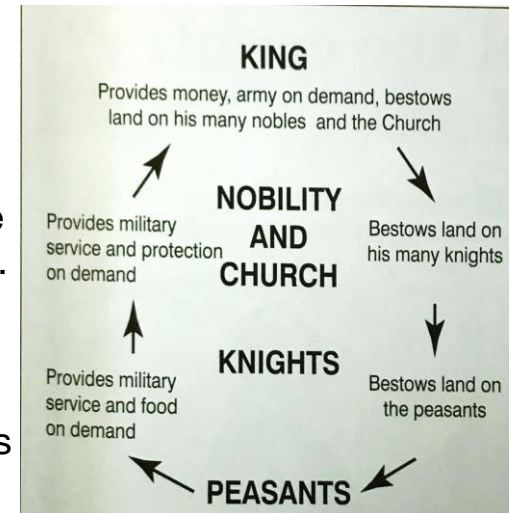 KING
Provides money, army on demand, bestows
land on his many nobles and the Church
NOBILITY
AND
CHURCH
Provides military
service and protection
on demand
Bestows land on
his many knights
KNIGHTS
Provides military
service and food
on demand
Bestows land on
the peasants
PEASANTS
e
.
s